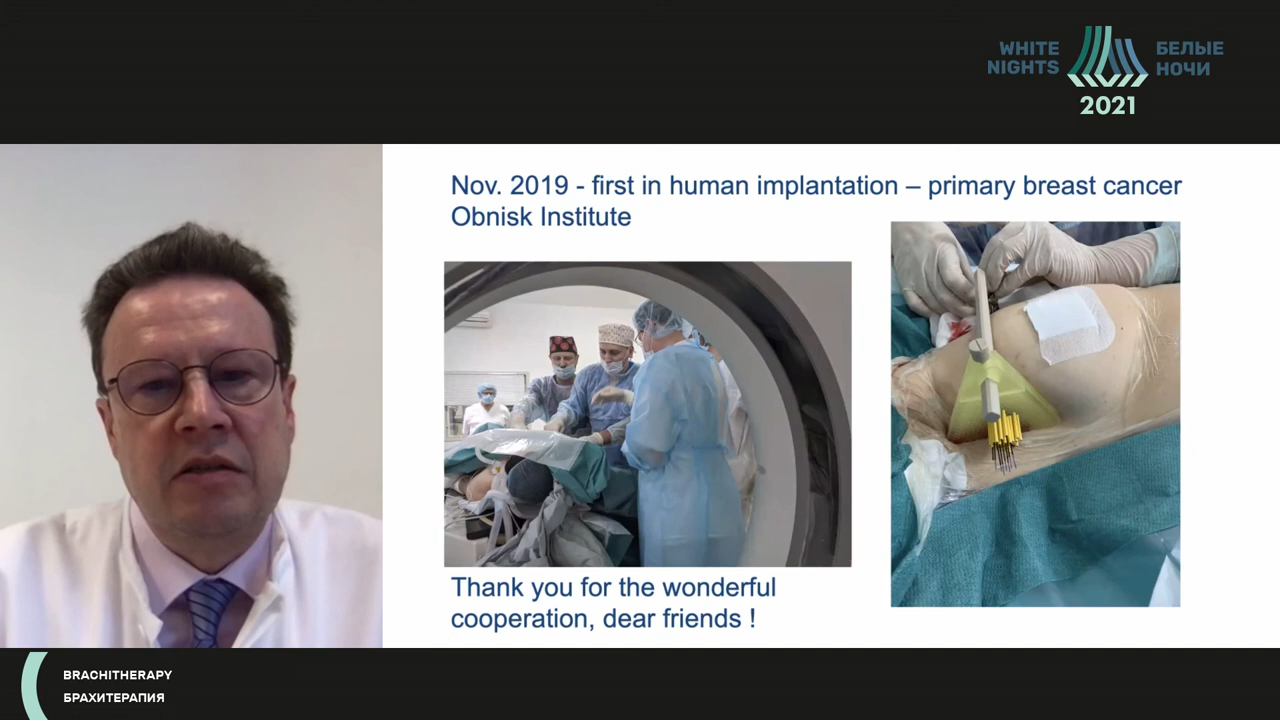 WHITE
NIGHTS
БЕЛЫЕ
НОЧИ
2021
Nov. 2019 - first in human implantation – primary breast cancer
Obnisk Institute
Thank you for the wonderful
cooperation, dear friends !
BRACHITHERAPY
БРАХИТЕРАПИЯ